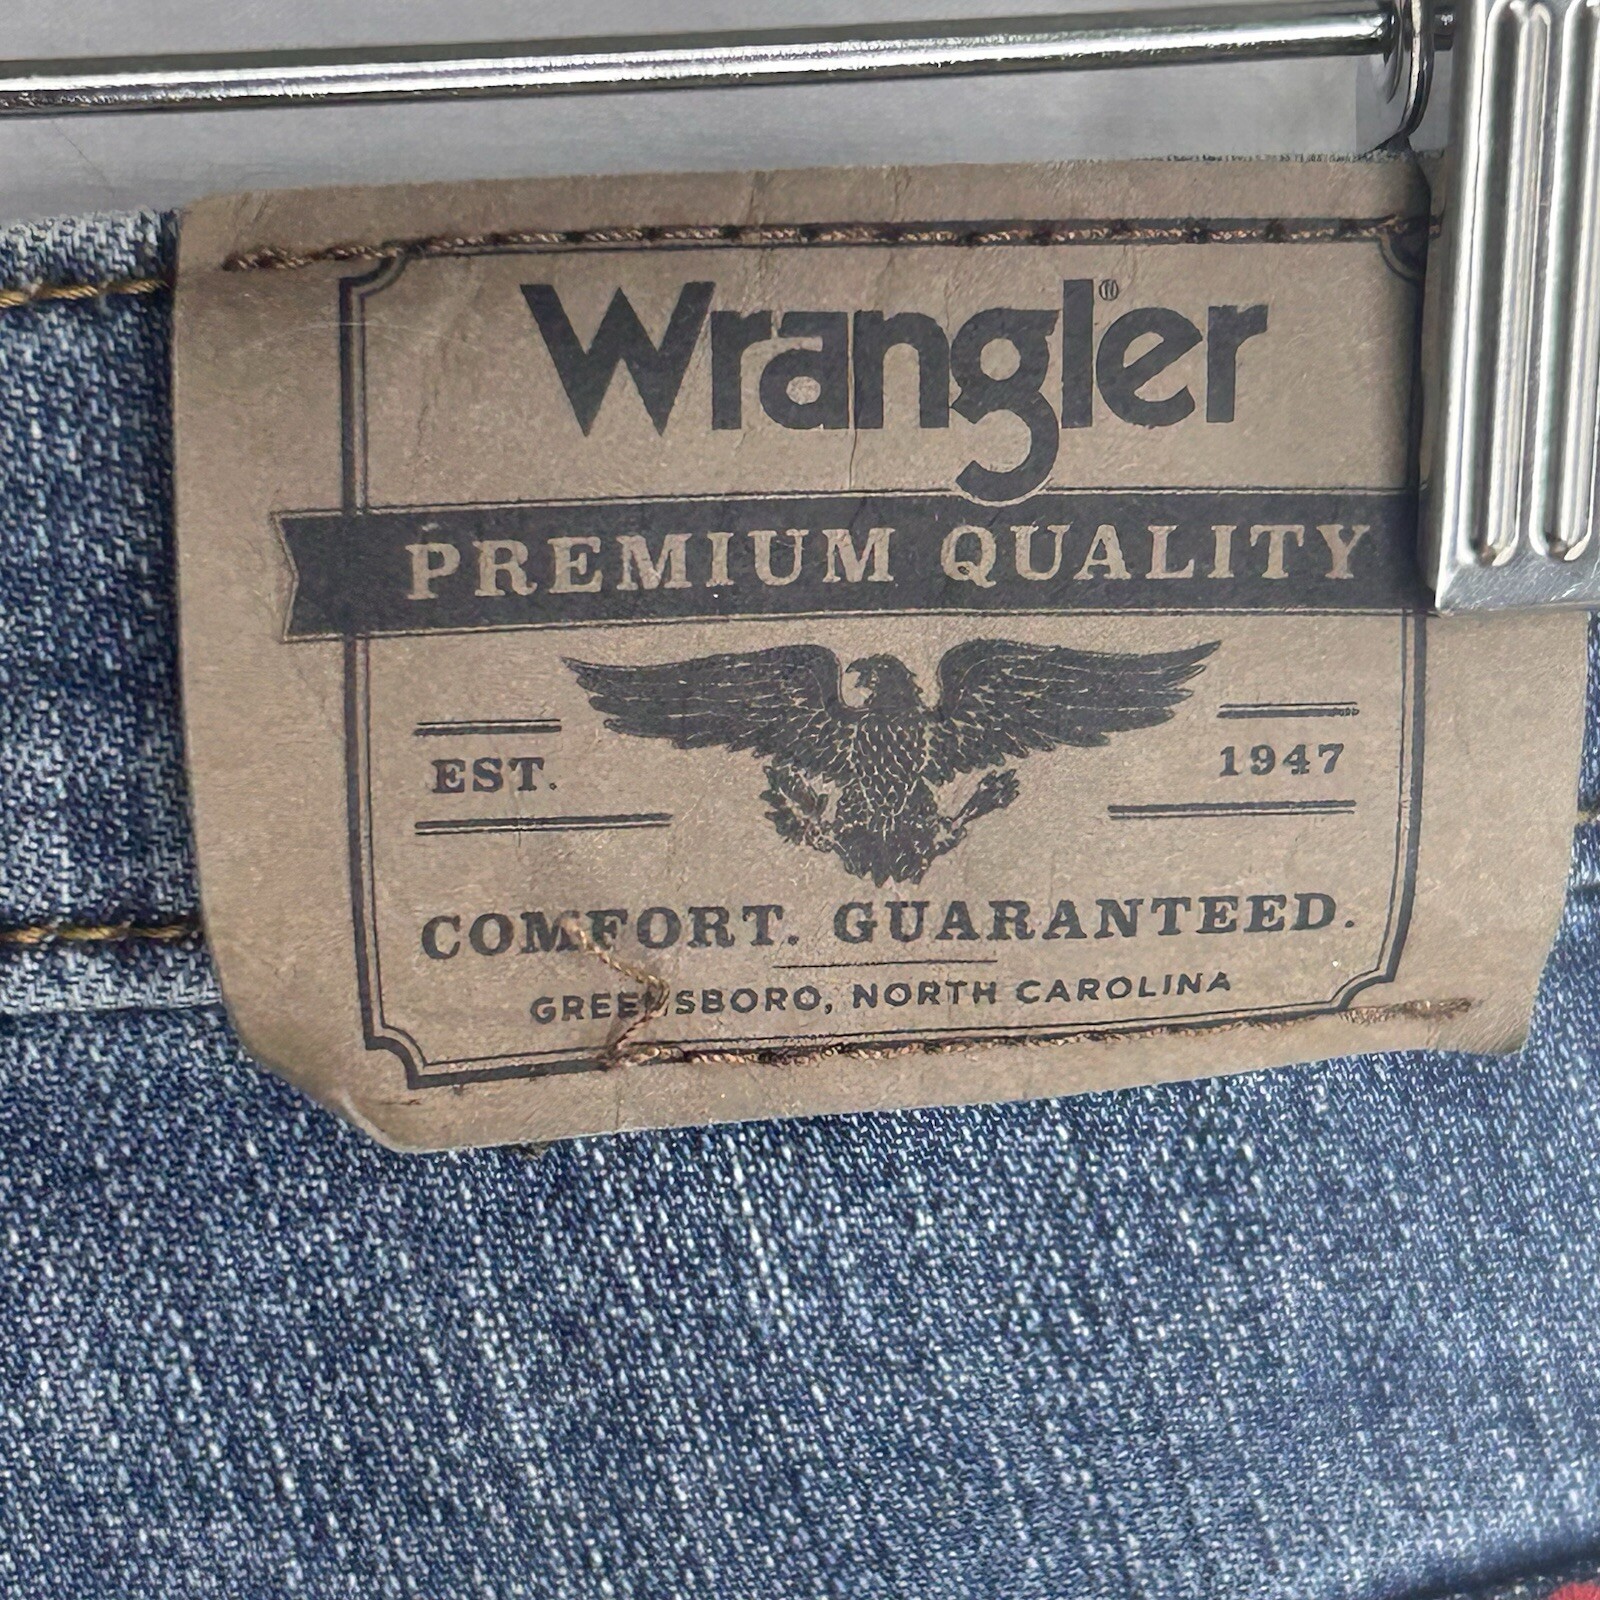 Wrangler®
PREMIUM QUALITY
EST. 1947
COMFORT. GUARANTEED.
GREENSBORO, NORTH CAROLINA